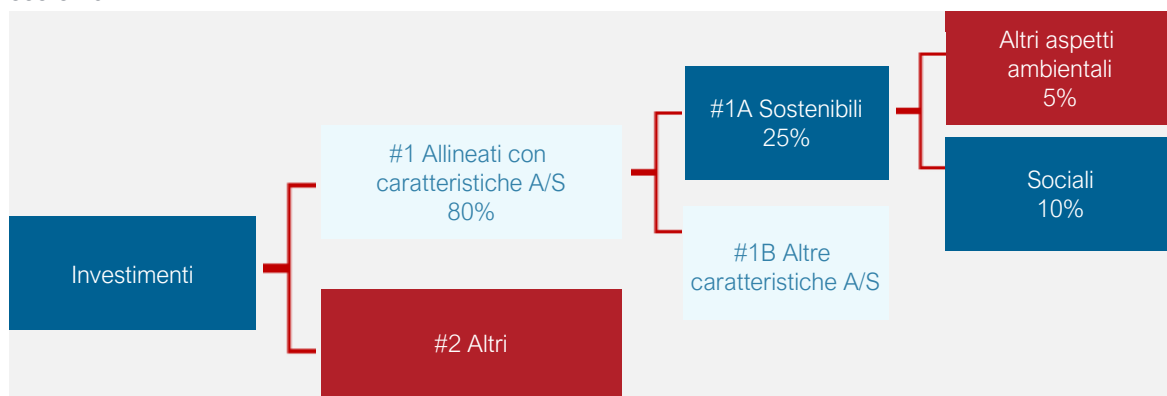 Altri aspetti
ambientali
5%
#1A Sostenibili
25%
#1 Allineati con
caratteristiche A/S
80%
Sociali
10%
#1B Altre
caratteristiche A/S
Investimenti
#2 Altri